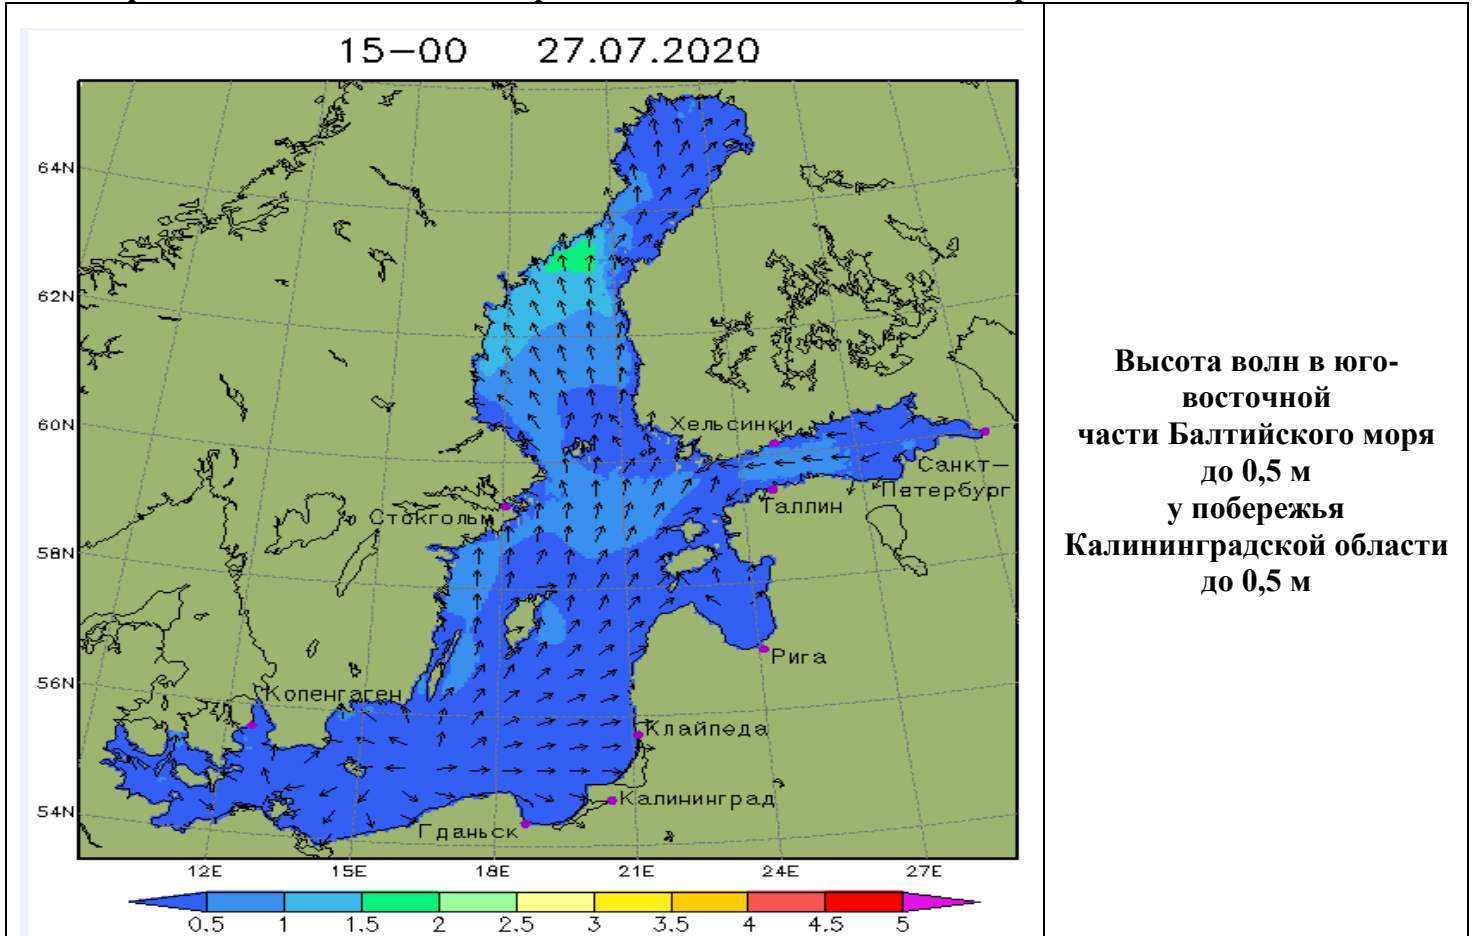 15-00 27.07.2020
64N
62N
60N
58N
56N
54N
Хельсинки
Санкт-
Петербург
Таллин
Стокгольм
Рига
Копенгаген
Клайпеда
Калининград
Гданьск
12E 15E 18E 21E 24E 27E
0.5 1 1.5 2 2.5 3 3.5 4 4.5 5
Высота волн в юго-
восточной
части Балтийского моря
до 0,5 м
у побережья
Калининградской области
до 0,5 м